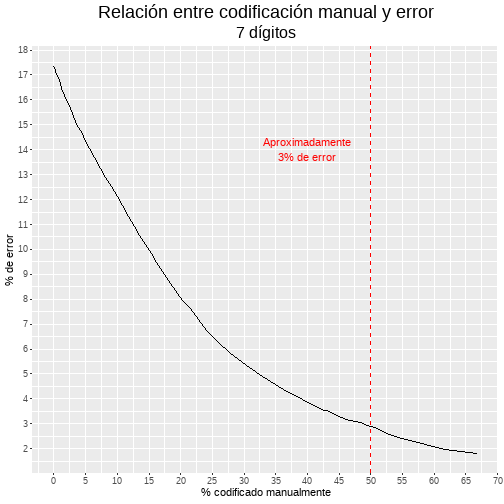 Relación entre codificación manual y error
7 dígitos
18
17
16
15
14
13
12
11
10
9
8
7
6
5
4
3
2
% de error
Aproximadamente
3% de error
0 5 10 15 20 25 30 35 40 45 50 55 60 65 70
% codificado manualmente